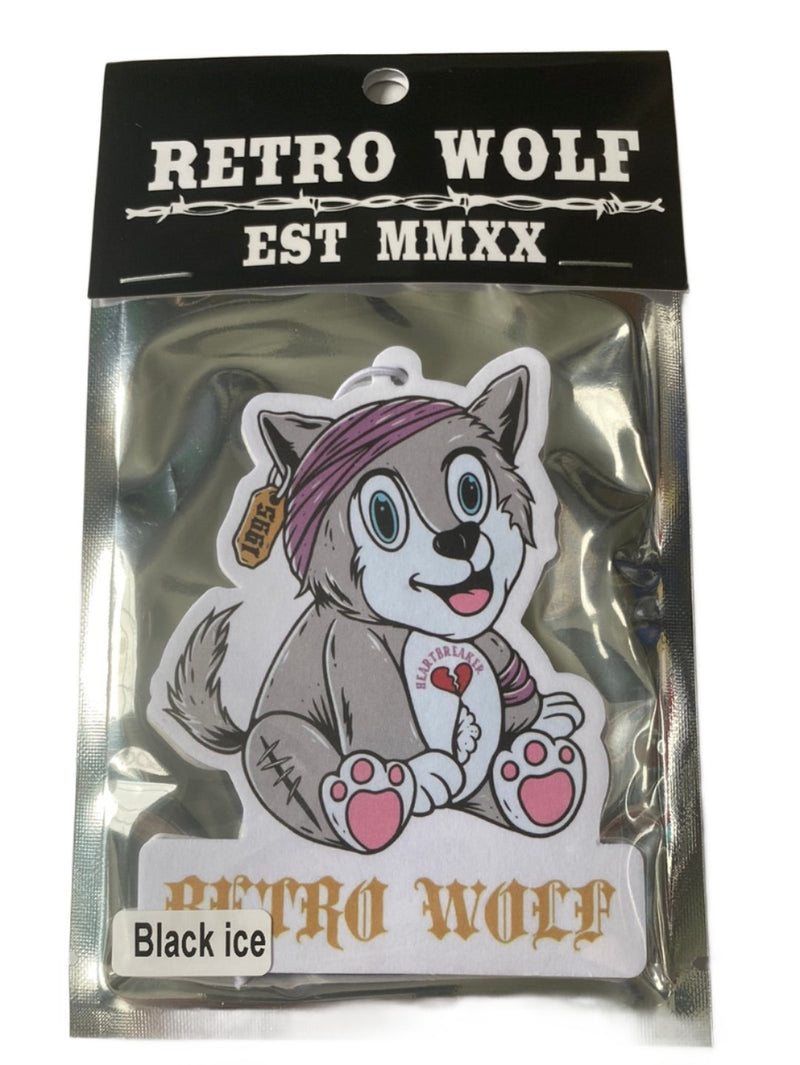 RETRO WOLF
EST MMXX
1995
HEARTBREAKER
RETRO WOLF
Black ice